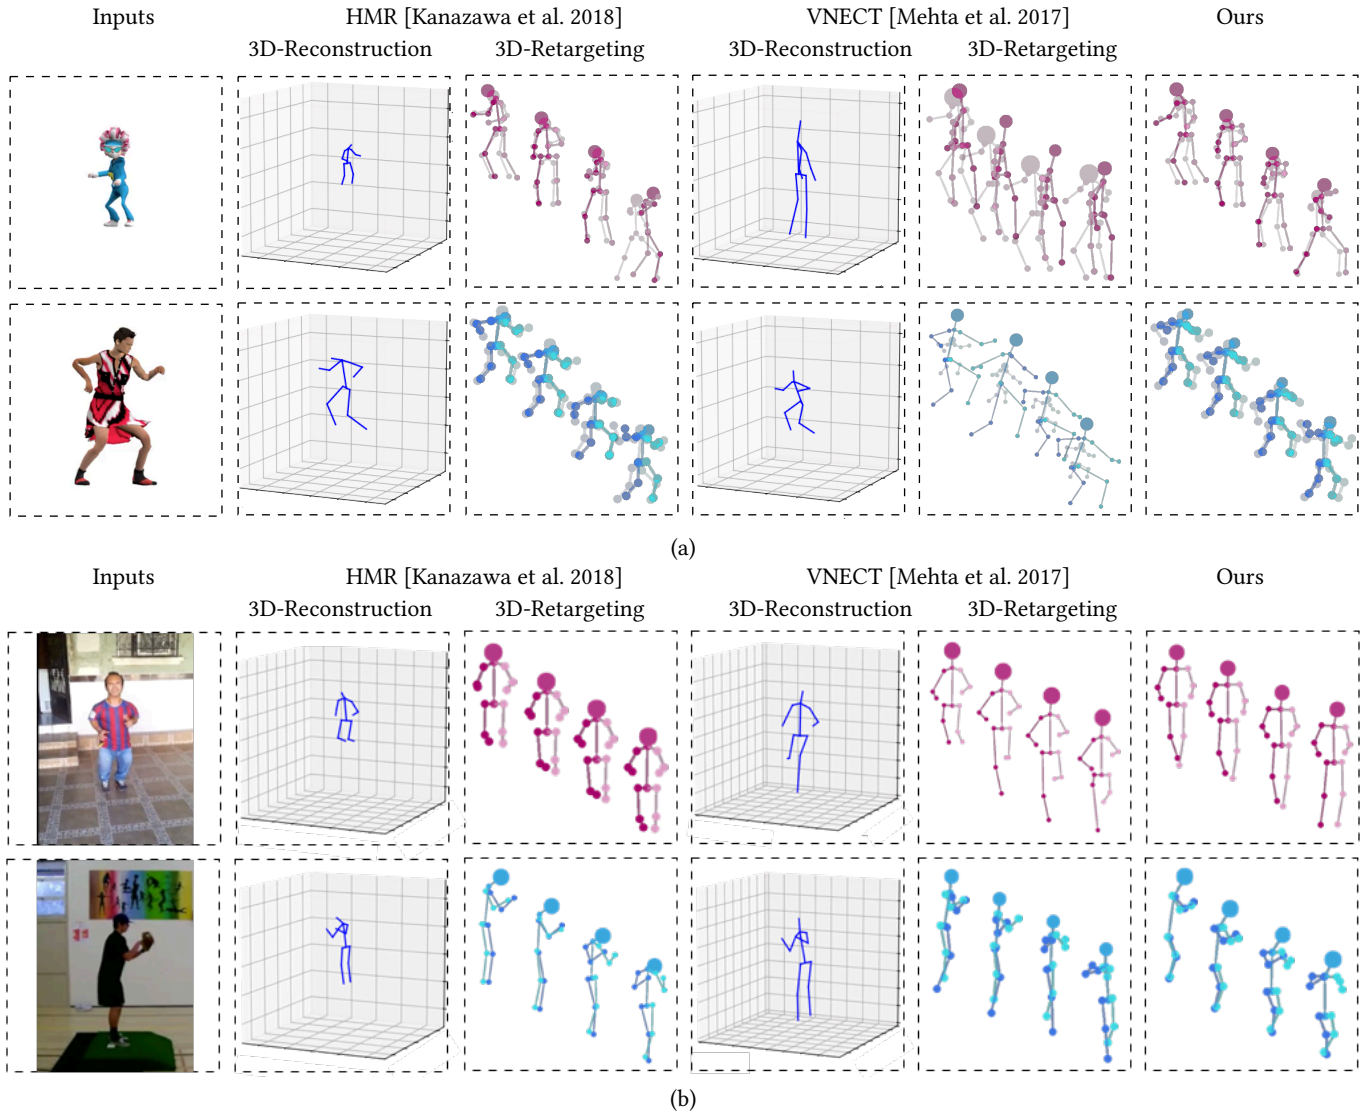 Inputs HMR [Kanazawa et al. 2018] VNECT [Mehta et al. 2017] Ours
3D-Reconstruction 3D-Retargeting 3D-Reconstruction 3D-Retargeting
(a)
Inputs HMR [Kanazawa et al. 2018] VNECT [Mehta et al. 2017] Ours
3D-Reconstruction 3D-Retargeting 3D-Reconstruction 3D-Retargeting
(b)